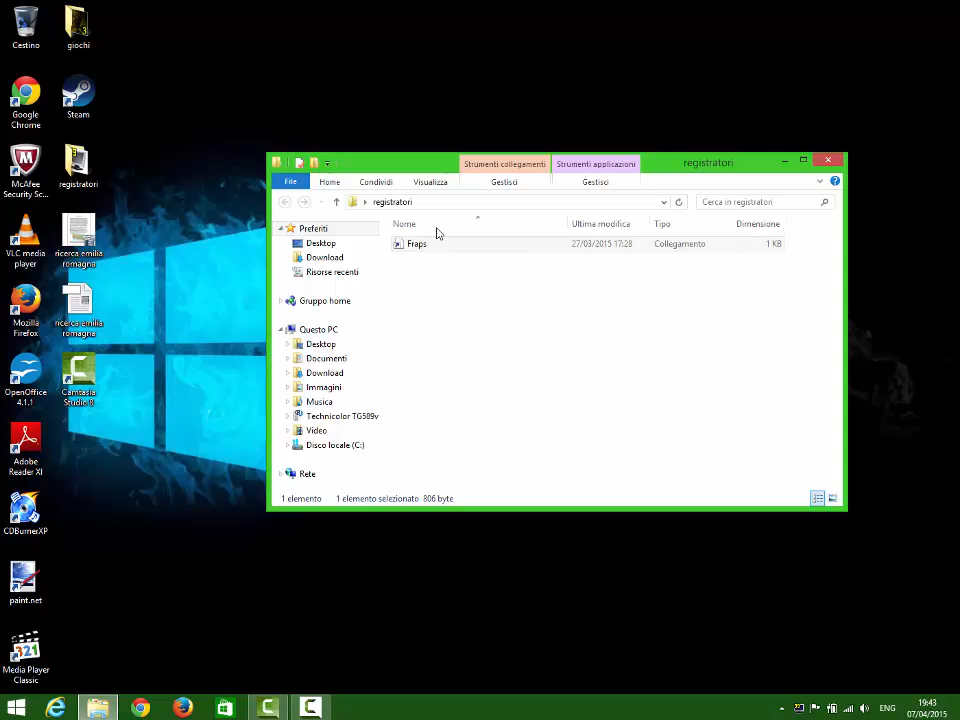 Cestino
giochi
Google Chrome
Steam
McAfee Security Sc...
registratori
VLC media player
ricerca emilia romagna
Mozilla Firefox
ricerca emilia romagna
OpenOffice 4.1.1
Camtasia Studio 8
Adobe Reader XI
CDBurnerXP
paint.net
Media Player Classic
Strumenti collegamenti
Strumenti applicazioni
registratori
File
Home
Condividi
Visualizza
Gestisci
Gestisci
registratori
Cerca in registratori
Nome
Ultima modifica
Tipo
Dimensione
Fraps
27/03/2015 17:28
Collegamento
1 KB
Preferiti
Desktop
Download
Risorse recenti
Gruppo home
Questo PC
Desktop
Documenti
Download
Immagini
Musica
Technicolor TG589v
Video
Disco locale (C:)
Rete
1 elemento
1 elemento selezionato 806 byte
ENG
19:43
07/04/2015